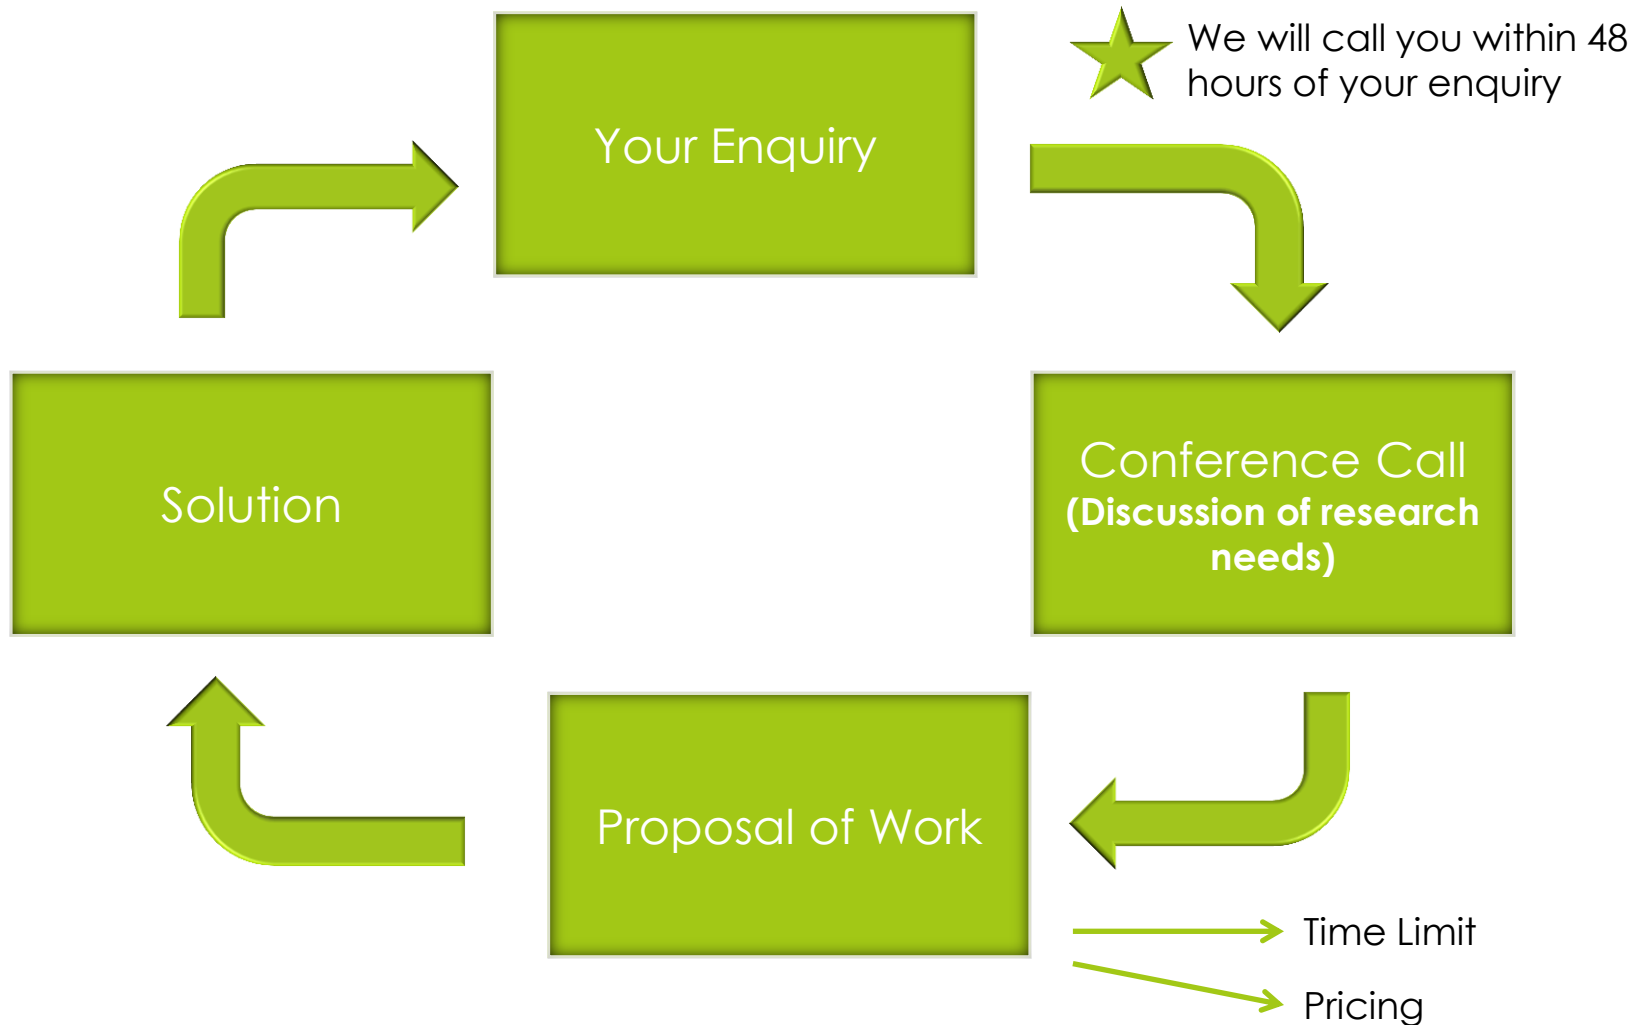 We will call you within 48
hours of your enquiry
Your Enquiry
Conference Call
(Discussion of research
needs)
Solution
Proposal of Work
Time Limit
Pricing